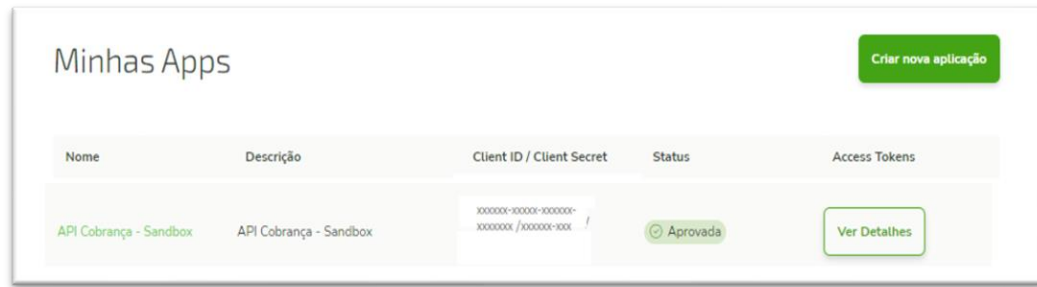 Minhas Apps
Criar nova aplicação
Nome Descrição Client ID / Client Secret Status Access Tokens
xxxxxx-xxxxx-xxxxxx-
API Cobrança - Sandbox API Cobrança - Sandbox xxxxxxx /xxxxxx-xxx / Aprovada Ver Detalhes